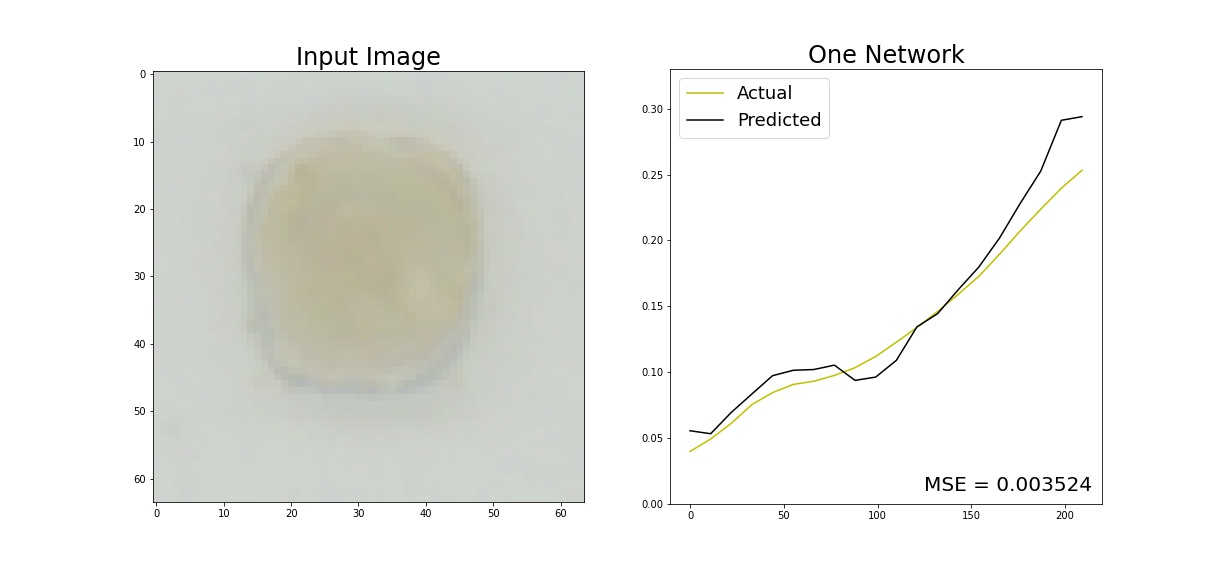 Input Image
0
10
20
30
40
50
60
0 10 20 30 40 50 60
One Network
Actual
Predicted
0.30
0.25
0.20
0.15
0.10
0.05
0.00
MSE = 0.003524
0 50 100 150 200